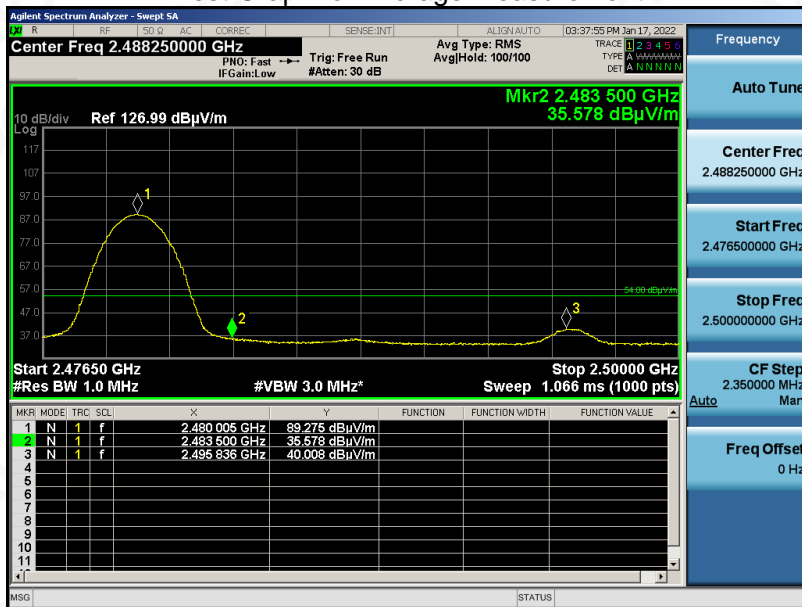 Agilent Spectrum Analyzer - Swept SA
LXI R RF 50 Ω AC CORREC SENSE:INT ALIGN AUTO 03:37:55 PM Jan 17, 2022
Center Freq 2.488250000 GHz
PNO: Fast
IFGain:Low
Trig: Free Run
#Atten: 30 dB
Avg Type: RMS
Avg|Hold: 100/100
TRACE 1 2 3 4 5 6
TYPE A
DET A N N N N N
Mkr2 2.483 500 GHz
35.578 dBµV/m
10 dB/div Ref 126.99 dBµV/m
Log
117
107
97.0
87.0
77.0
67.0
57.0
47.0
37.0
1
2
3
54.00 dBµV/m
Start 2.47650 GHz Stop 2.50000 GHz
#Res BW 1.0 MHz #VBW 3.0 MHz* Sweep 1.066 ms (1000 pts)
MKR MODE TRC SCL X Y FUNCTION FUNCTION WIDTH FUNCTION VALUE
1 N 1 f 2.480 005 GHz 89.275 dBµV/m
2 N 1 f 2.483 500 GHz 35.578 dBµV/m
3 N 1 f 2.495 836 GHz 40.008 dBµV/m
4
5
6
7
8
9
10
11
MSG STATUS
Frequency
Auto Tune
Center Freq
2.488250000 GHz
Start Freq
2.476500000 GHz
Stop Freq
2.500000000 GHz
CF Step
2.350000 MHz
Auto Man
Freq Offset
0 Hz